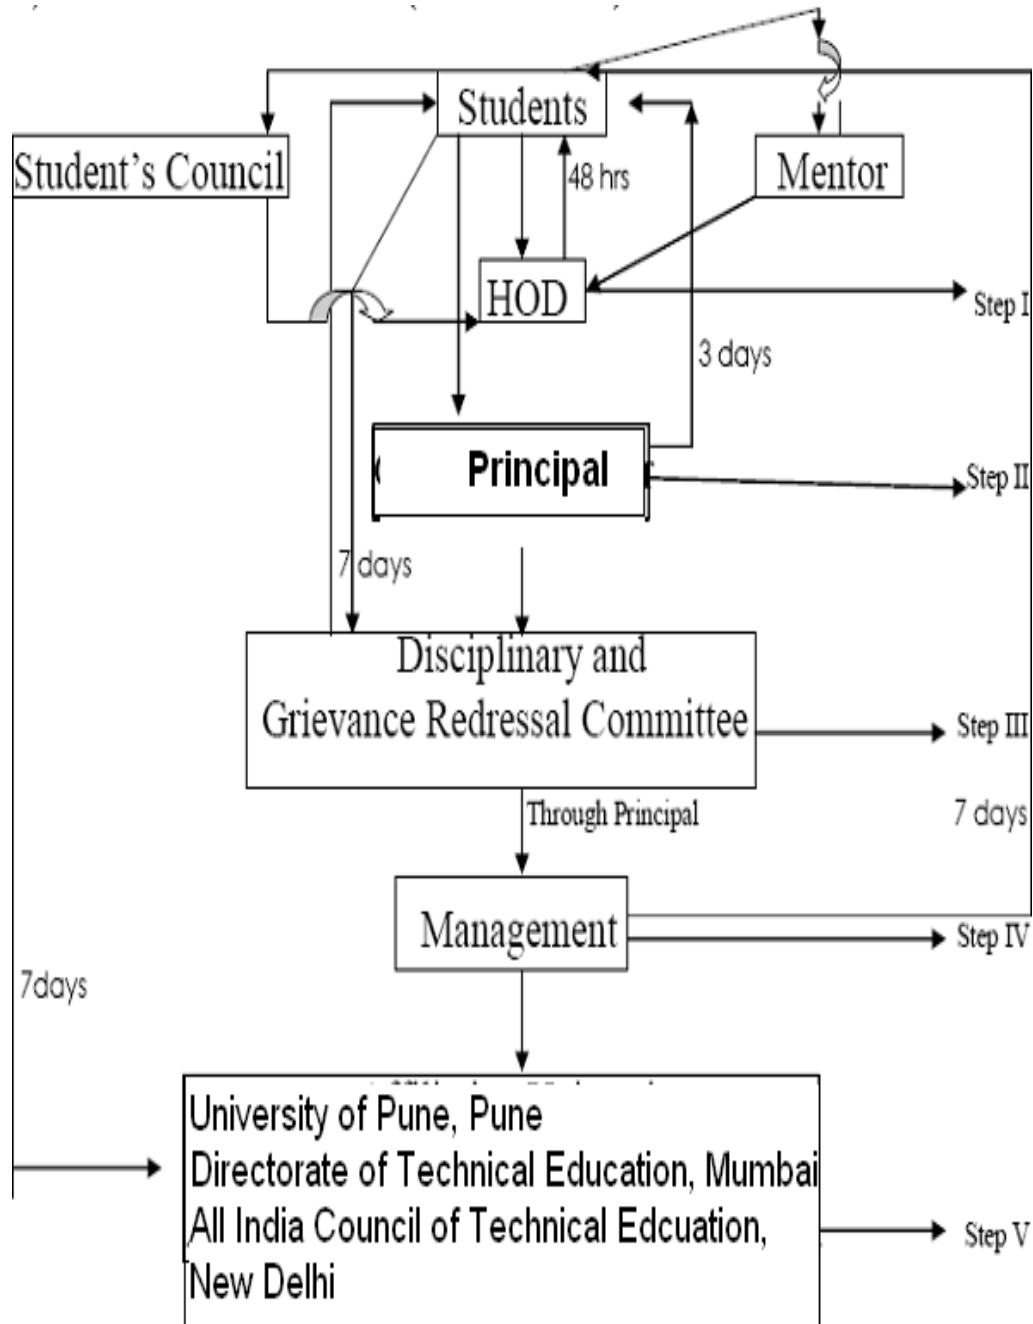 Students
Student's Council
48 hrs
Mentor
HOD
Step I
3 days
Principal
Step II
7 days
Disciplinary and
Grievance Redressal Committee
Step III
Through Principal
7 days
Management
Step IV
7days
University of Pune, Pune
Directorate of Technical Education, Mumbai
All India Council of Technical Edcuation,
New Delhi
Step V